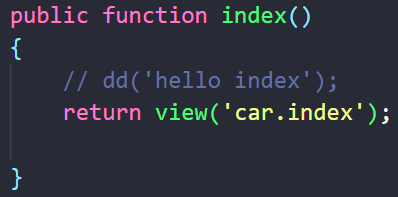 public function index()
{
// dd('hello index');
return view('car.index');
}